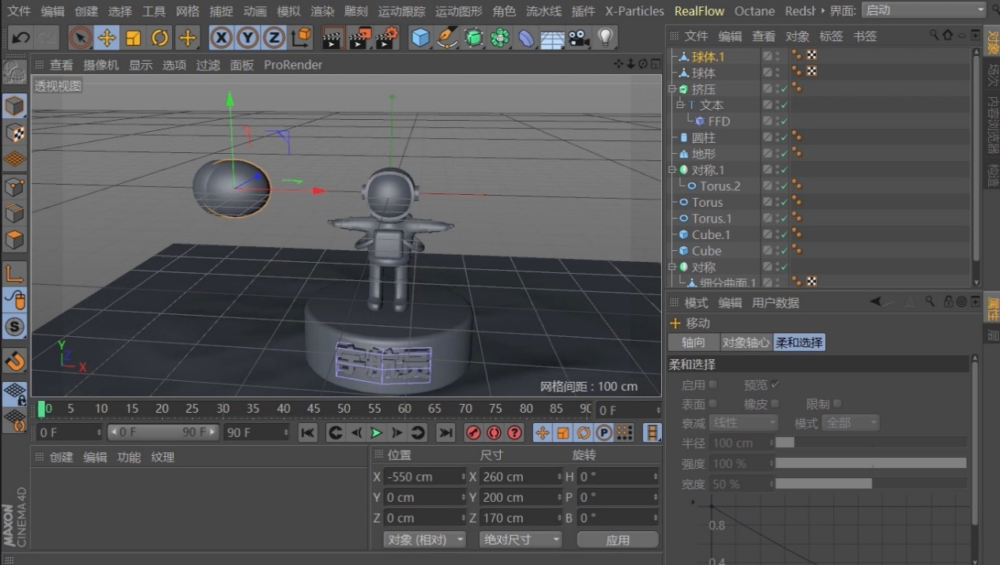 文件 编辑 创建 选择 工具 网格 捕捉 动画 模拟 渲染 雕刻 运动跟踪 运动图形 角色 流水线 插件 X-Particles RealFlow Octane Redsh 界面: 启动
文件 编辑 查看 对象 标签 书签
查看 摄像机 显示 选项 过滤 面板 ProRender
透视视图
球体.1
球体
挤压
文本
FFD
圆柱
地形
对称.1
Torus.2
Torus
Torus.1
Cube.1
Cube
对称
细分曲面.1
对象
场次
内容浏览器
构造
Y
Z
X
网格间距 : 100 cm
模式 编辑 用户数据
移动
轴向 对象轴心 柔和选择
柔和选择
启用 预览
表面 橡皮 限制
衰减 线性 模式 全部
半径 100 cm
强度 100 %
宽度 50 %
0.8
0.4
属性
层
0 5 10 15 20 25 30 35 40 45 50 55 60 65 70 75 80 85 90 0 F
0 F 0 F 90 F 90 F
创建 编辑 功能 纹理
位置 尺寸 旋转
X -550 cm X 260 cm H 0 °
Y 0 cm Y 200 cm P 0 °
Z 0 cm Z 170 cm B 0 °
对象 (相对) 绝对尺寸 应用
MAXON
CINEMA4D